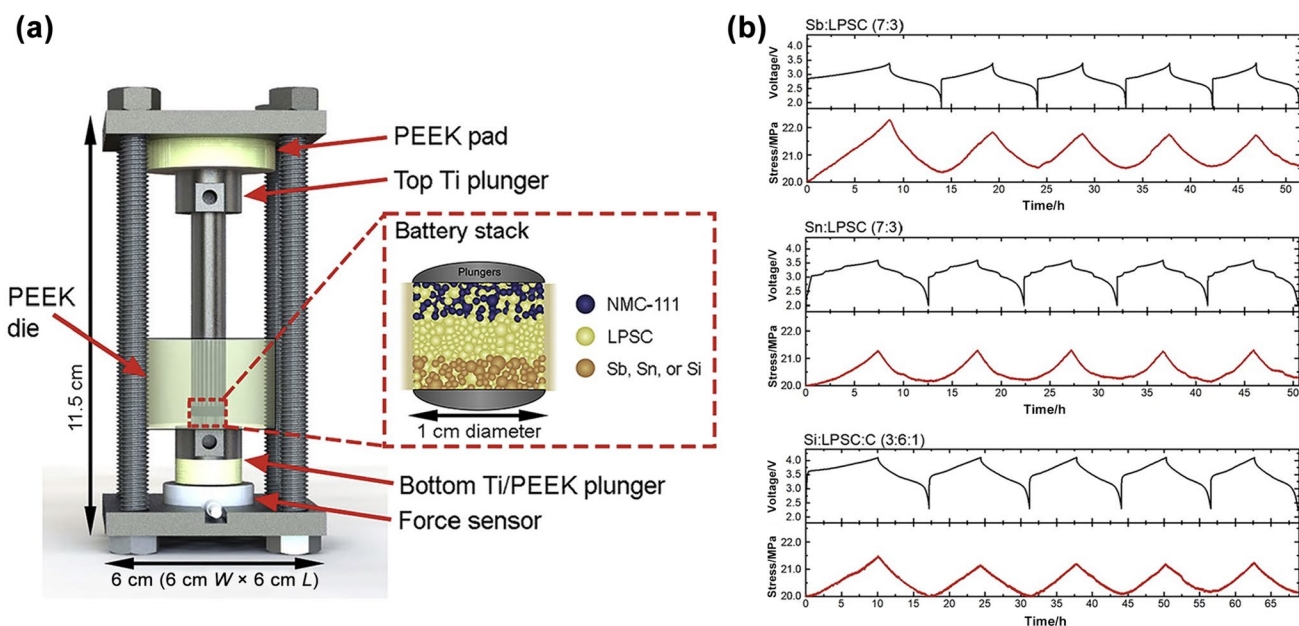 (a)
PEEK pad
Top Ti plunger
Battery stack
Plungers
NMC-111
LPSC
Sb, Sn, or Si
1 cm diameter
PEEK
die
11.5 cm
Bottom Ti/PEEK plunger
Force sensor
6 cm (6 cm W × 6 cm L)
(b)
Sb:LPSC (7:3)
Voltage/V
4.0
3.5
3.0
2.5
2.0
Stress/MPa
22.0
21.0
20.0
0 5 10 15 20 25 30 35 40 45 50
Time/h
Sn:LPSC (7:3)
Voltage/V
4.0
3.5
3.0
2.5
2.0
Stress/MPa
22.0
21.0
20.0
0 5 10 15 20 25 30 35 40 45 50
Time/h
Si:LPSC:C (3:6:1)
Voltage/V
4.0
3.5
3.0
2.5
2.0
Stress/MPa
22.0
21.0
20.0
0 5 10 15 20 25 30 35 40 45 50 55 60 65
Time/h